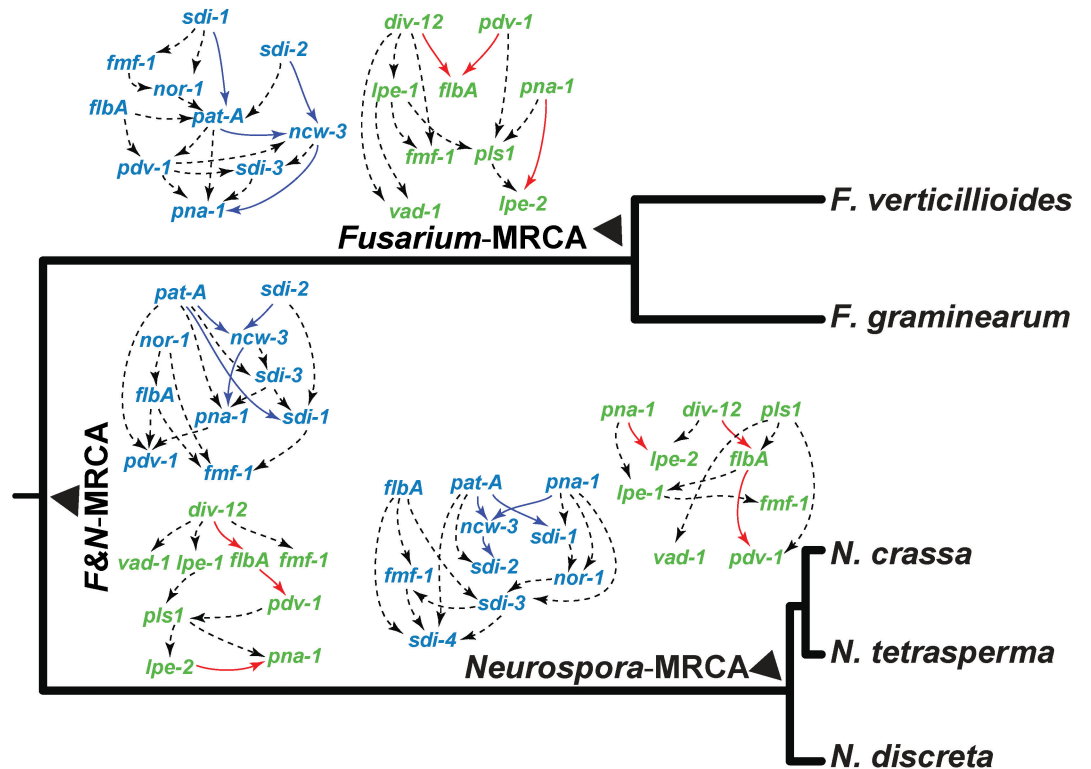 sdi-1
sdi-2
fmf-1
nor-1
flbA
pat-A
ncw-3
pdv-1
sdi-3
pna-1
div-12
pdv-1
lpe-1
flbA
pna-1
fmf-1
pls1
vad-1
lpe-2
Fusarium-MRCA
F. verticillioides
F. graminearum
pat-A
sdi-2
nor-1
ncw-3
flbA
sdi-3
pna-1
sdi-1
pdv-1
fmf-1
F&N-MRCA
div-12
vad-1
lpe-1
flbA
fmf-1
pls1
pdv-1
lpe-2
pna-1
flbA
pat-A
pna-1
ncw-3
sdi-1
fmf-1
sdi-2
nor-1
sdi-3
sdi-4
pna-1
div-12
pls1
lpe-2
flbA
lpe-1
fmf-1
vad-1
pdv-1
Neurospora-MRCA
N. crassa
N. tetrasperma
N. discreta